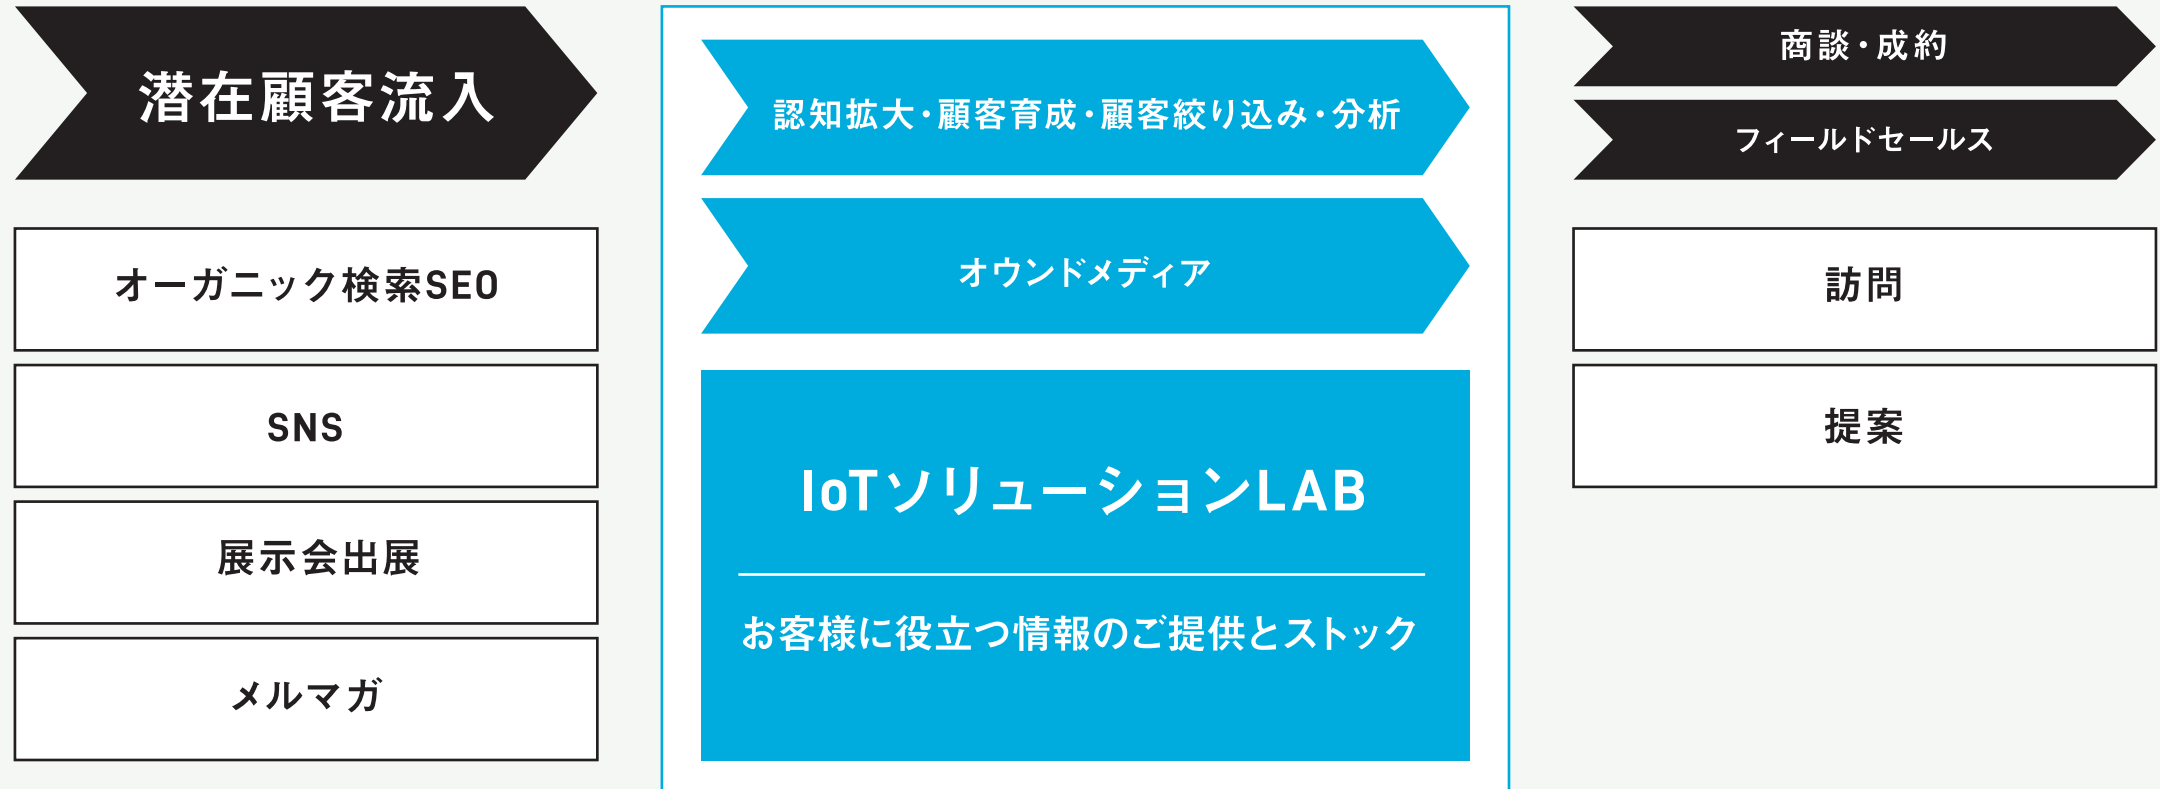 潜在顧客流入
オーガニック検索SEO
SNS
展示会出展
メルマガ
認知拡大・顧客育成・顧客絞り込み・分析
オウンドメディア
IoTソリューションLAB
お客様に役立つ情報のご提供とストック
商談・成約
フィールドセールス
訪問
提案